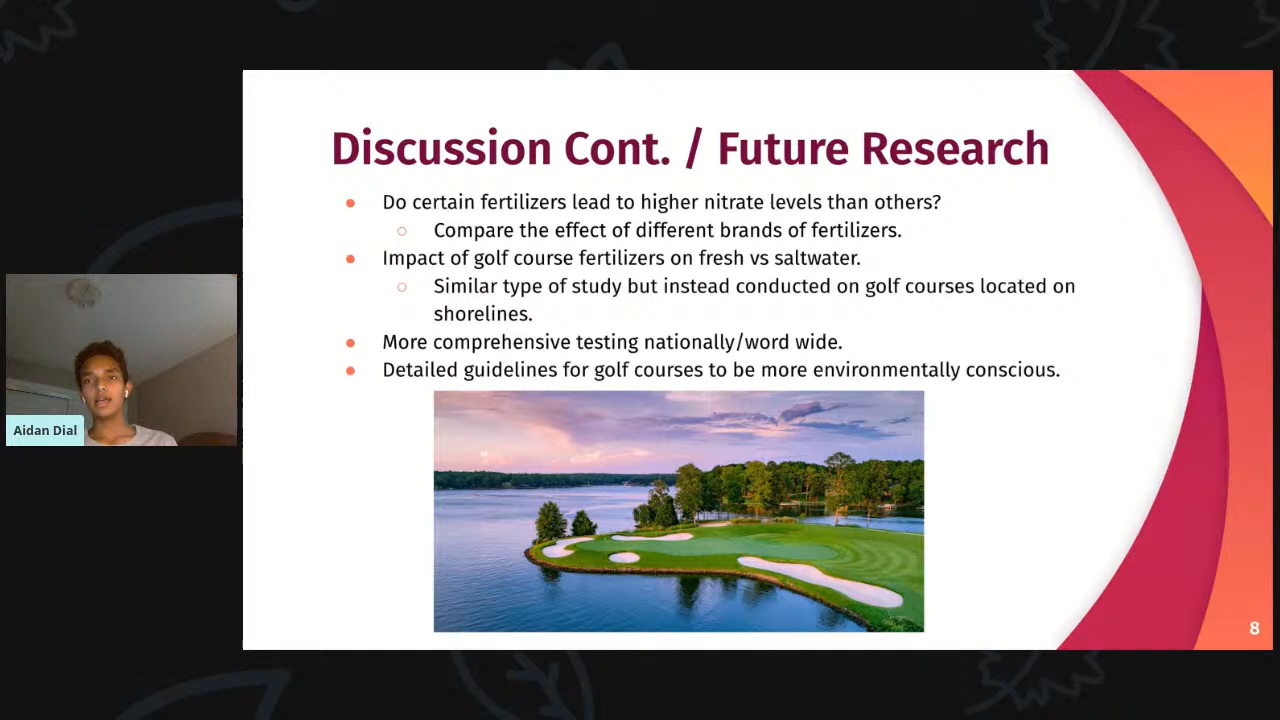 Discussion Cont. / Future Research
● Do certain fertilizers lead to higher nitrate levels than others?
○ Compare the effect of different brands of fertilizers.
● Impact of golf course fertilizers on fresh vs saltwater.
○ Similar type of study but instead conducted on golf courses located on
shorelines.
● More comprehensive testing nationally/word wide.
● Detailed guidelines for golf courses to be more environmentally conscious.
Aidan Dial
8